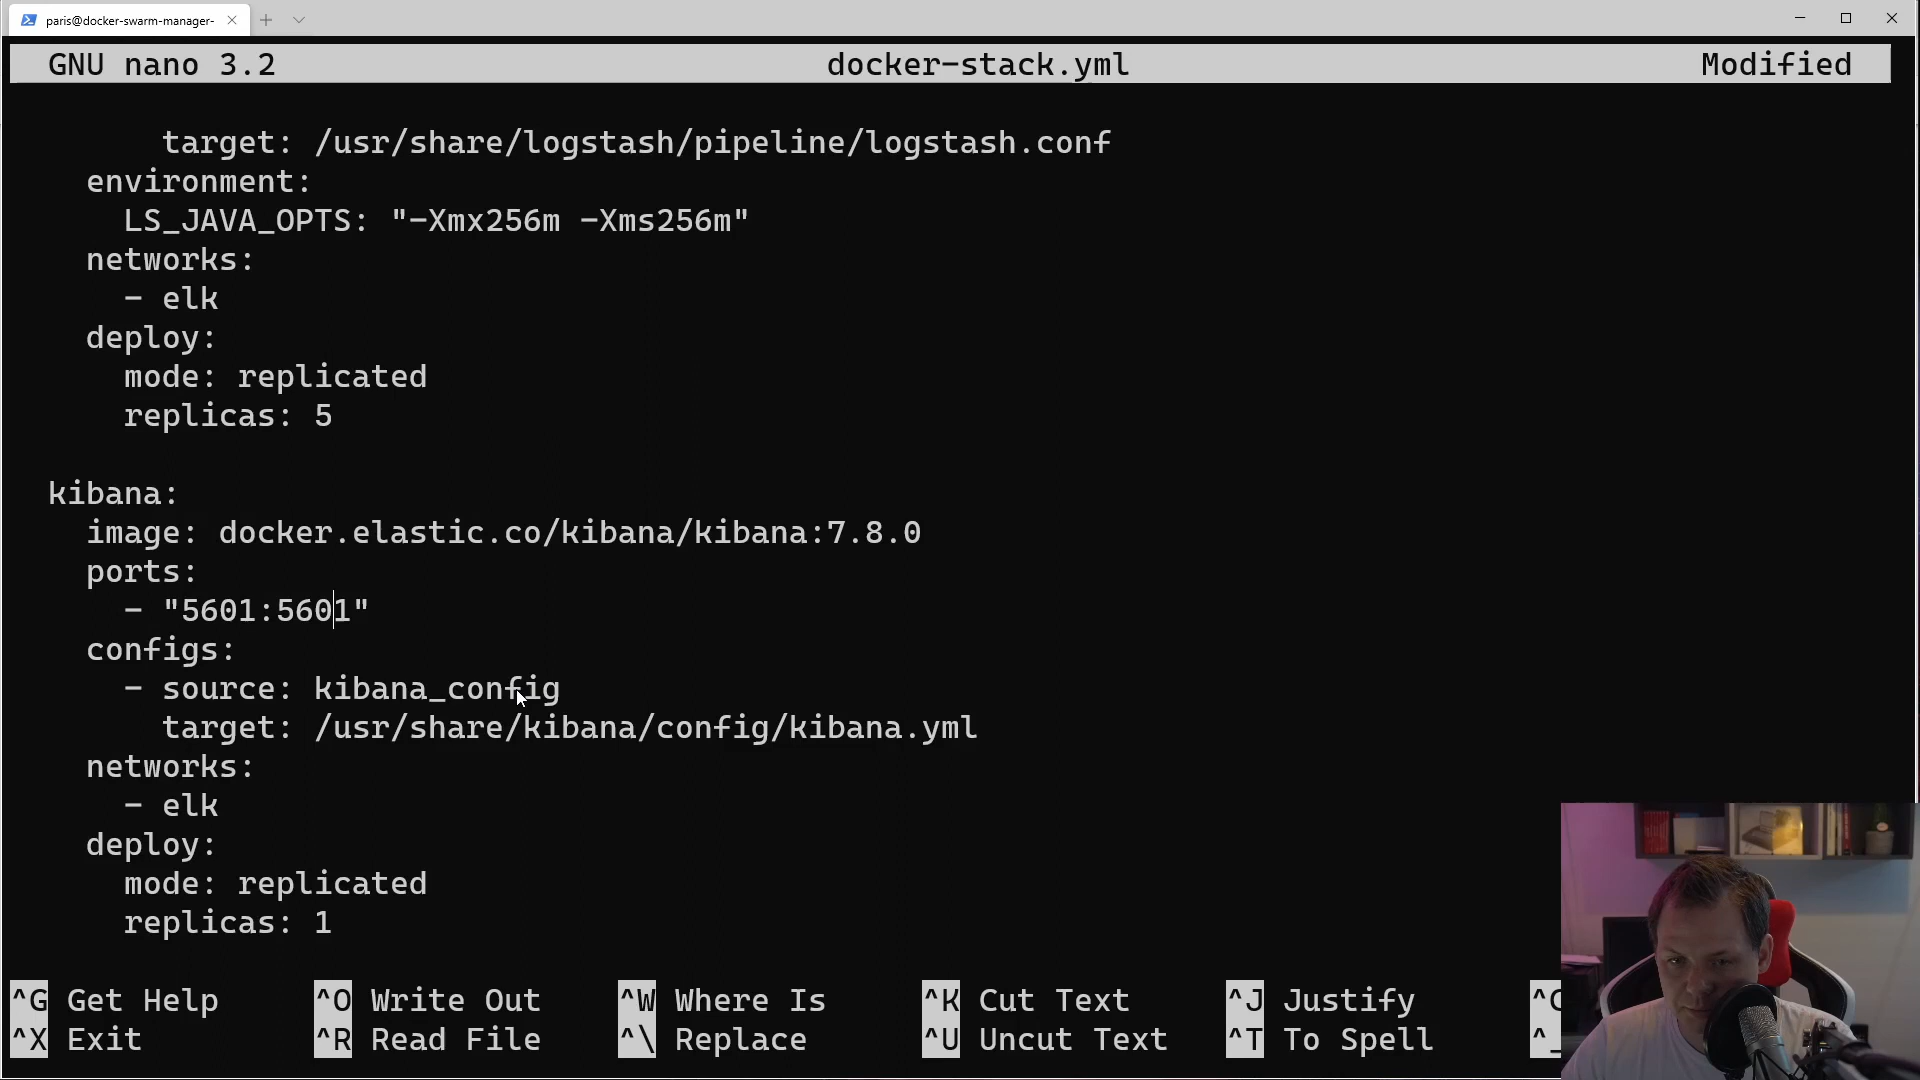 paris@docker-swarm-manager-
GNU nano 3.2 docker-stack.yml Modified
target: /usr/share/logstash/pipeline/logstash.conf
environment:
LS_JAVA_OPTS: "-Xmx256m -Xms256m"
networks:
- elk
deploy:
mode: replicated
replicas: 5
kibana:
image: docker.elastic.co/kibana/kibana:7.8.0
ports:
- "5601:5601"
configs:
- source: kibana_config
target: /usr/share/kibana/config/kibana.yml
networks:
- elk
deploy:
mode: replicated
replicas: 1
^G Get Help ^O Write Out ^W Where Is ^K Cut Text ^J Justify
^X Exit ^R Read File ^\ Replace ^U Uncut Text ^T To Spell ^_